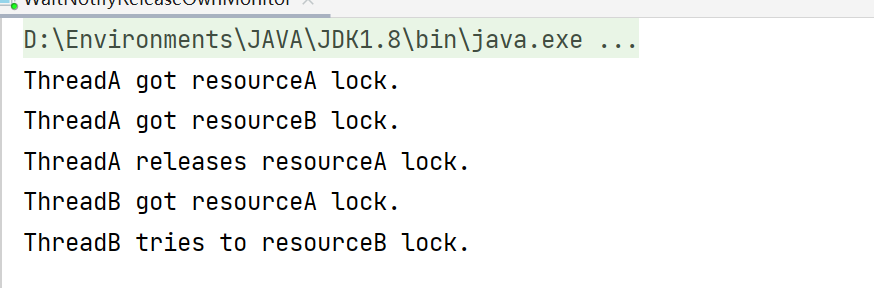 WaitNotifyReleaseOwnMonitor
D:\Environments\JAVA\JDK1.8\bin\java.exe ...
ThreadA got resourceA lock.
ThreadA got resourceB lock.
ThreadA releases resourceA lock.
ThreadB got resourceA lock.
ThreadB tries to resourceB lock.